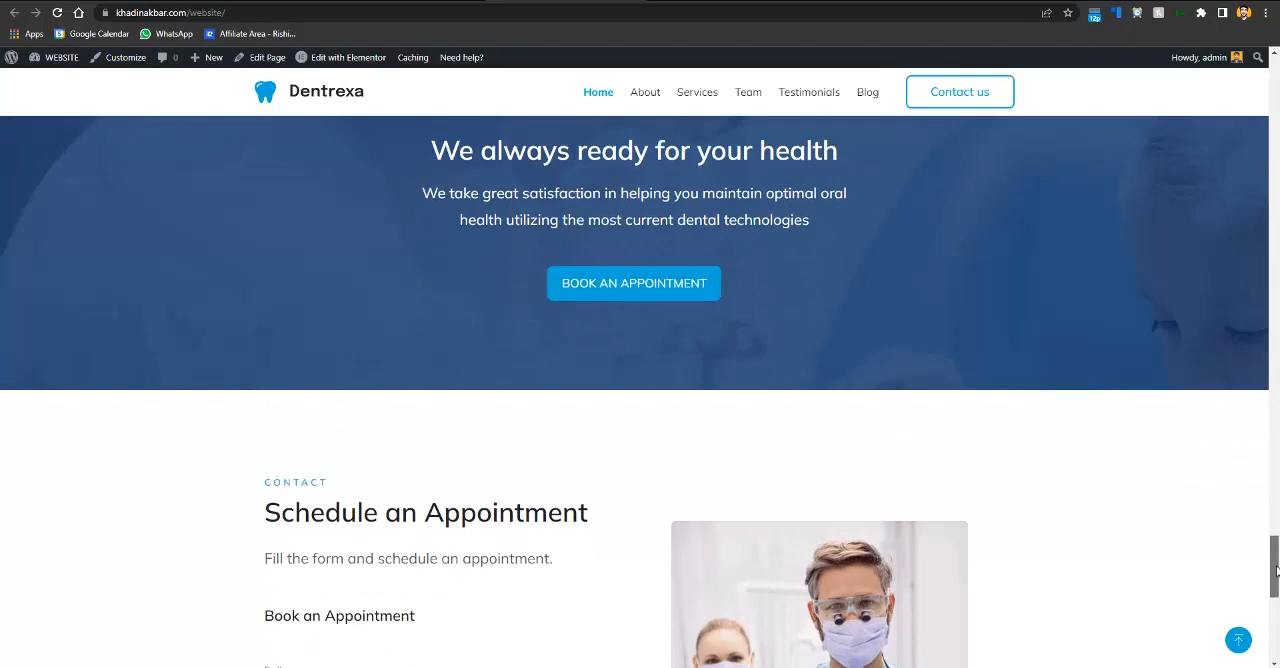 khadinakbar.com/website/
12p
Apps Google Calendar WhatsApp Affiliate Area - Rishi...
WEBSITE Customize 0 New Edit Page Edit with Elementor Caching Need help? Howdy, admin
Dentrexa Home About Services Team Testimonials Blog Contact us
We always ready for your health
We take great satisfaction in helping you maintain optimal oral
health utilizing the most current dental technologies
BOOK AN APPOINTMENT
CONTACT
Schedule an Appointment
Fill the form and schedule an appointment.
Book an Appointment